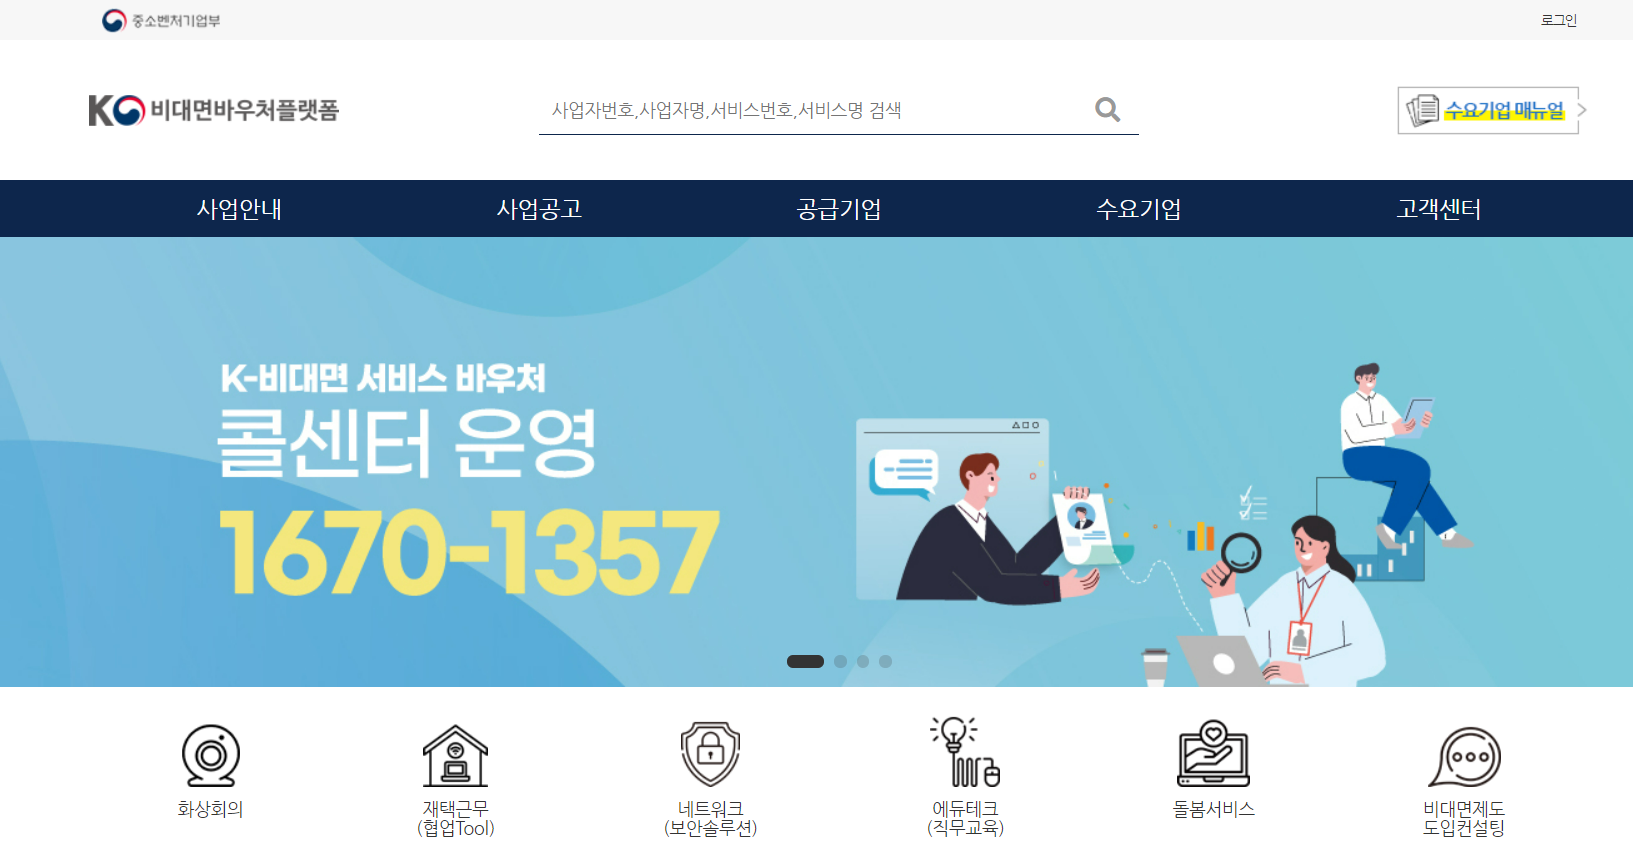 중소벤처기업부
로그인
K 비대면바우처플랫폼
사업자번호,사업자명,서비스번호,서비스명 검색
수요기업 매뉴얼
사업안내
사업공고
공급기업
수요기업
고객센터
K-비대면 서비스 바우처
콜센터 운영
1670-1357
화상회의
재택근무
(협업Tool)
네트워크
(보안솔루션)
에듀테크
(직무교육)
돌봄서비스
비대면제도
도입컨설팅